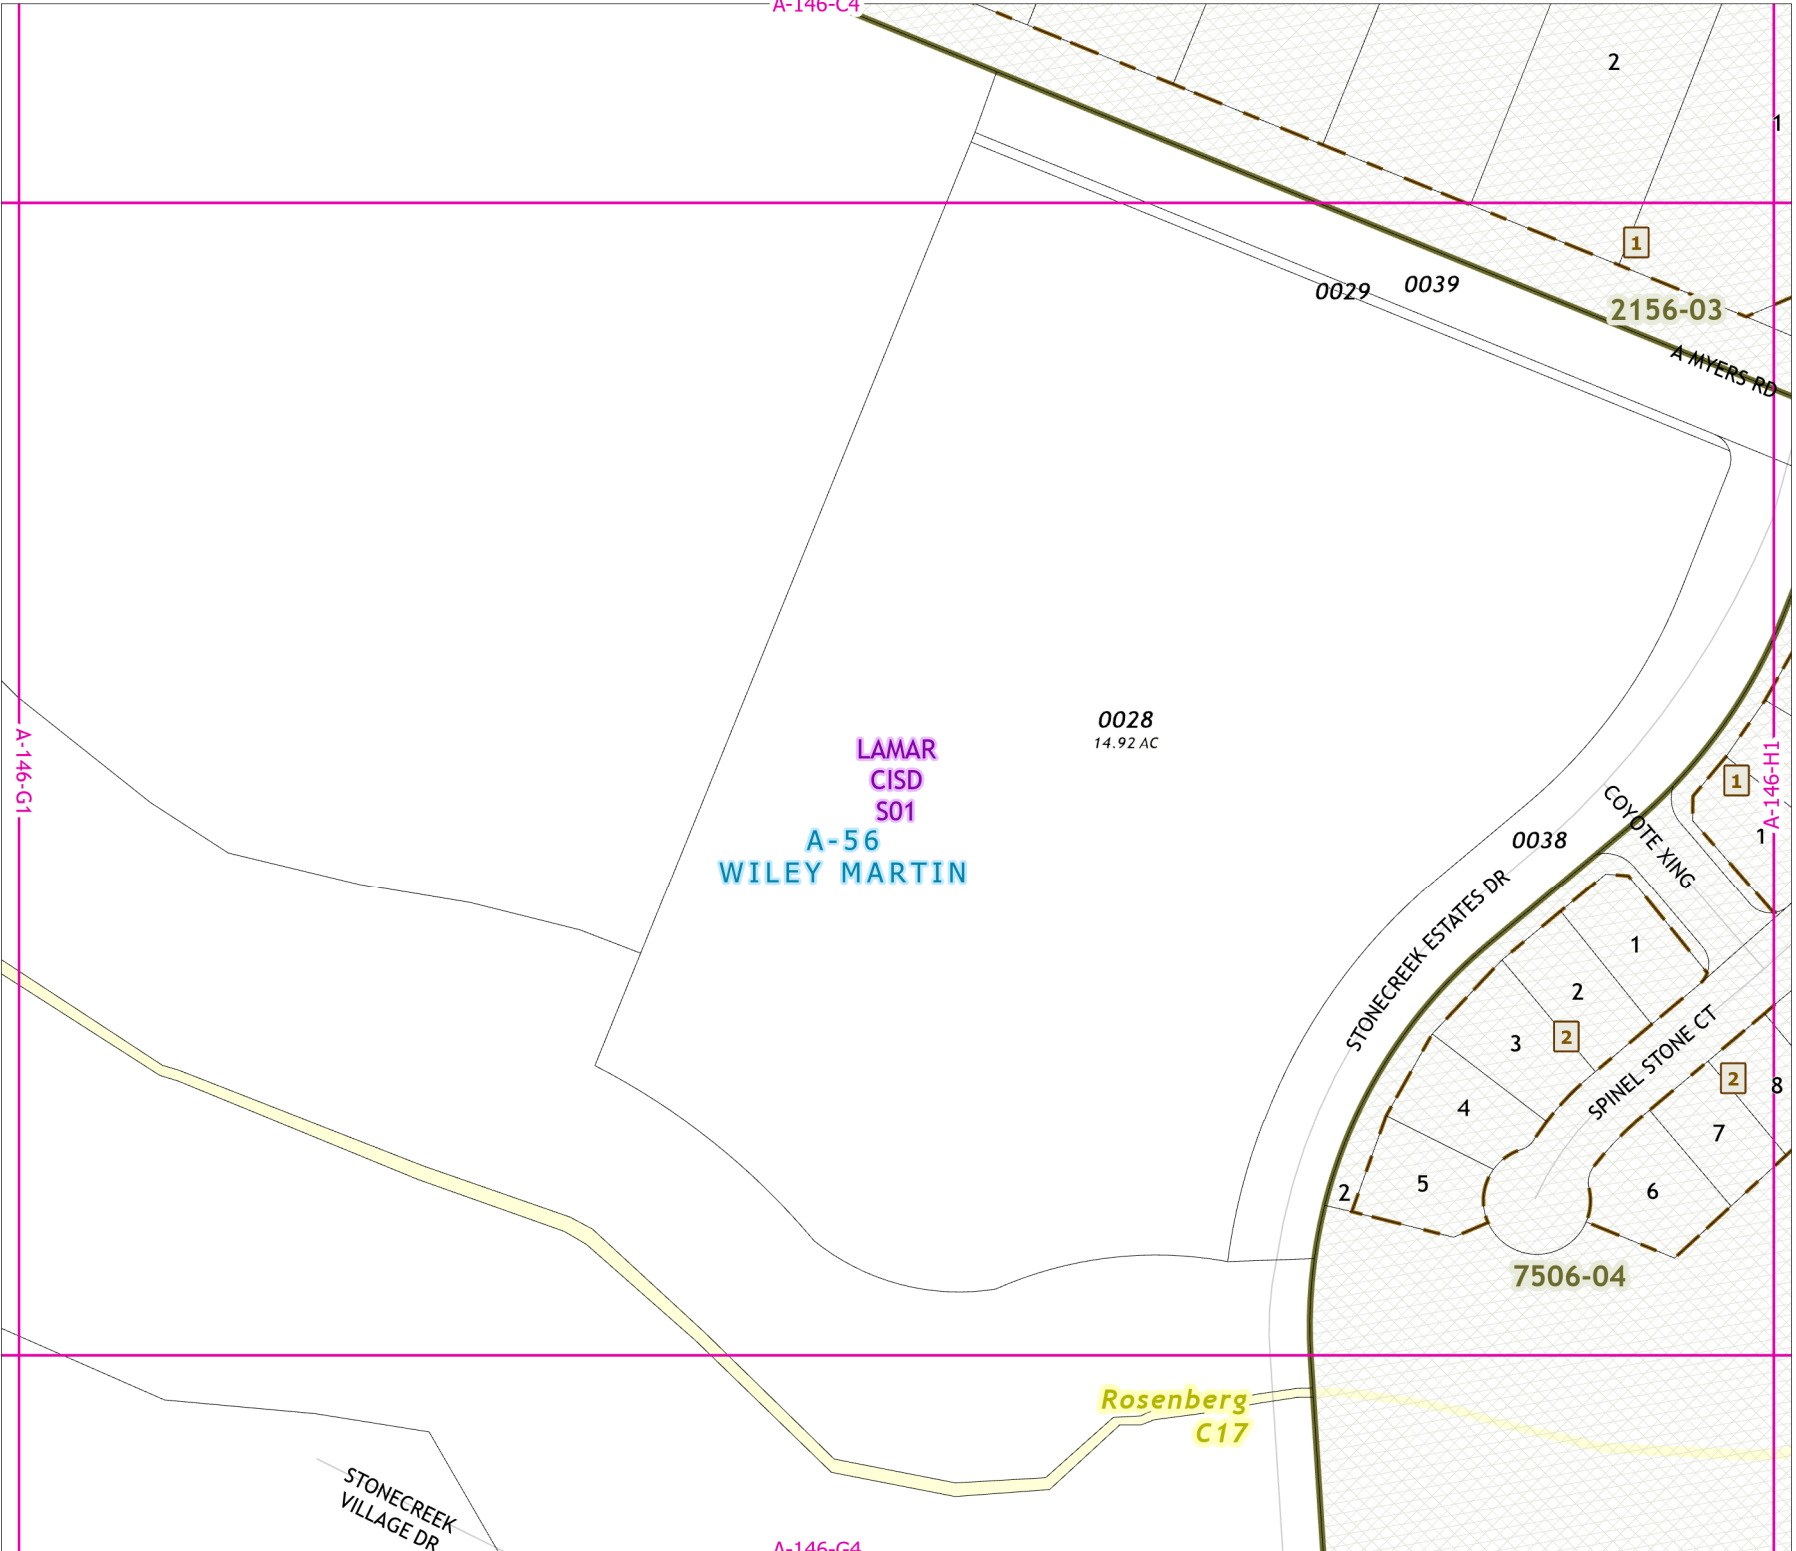 A-146-C4
2
1
1
0029
0039
2156-03
A MYERS RD
0028
14.92 AC
LAMAR
CISD
S01
A-56
WILEY MARTIN
A-146-G1
A-146-H1
1
1
COYOTE XING
0038
STONECREEK ESTATES DR
1
2
3
2
4
5
2
SPINEL STONE CT
2
8
7
6
7506-04
Rosenberg
C17
STONECREEK
VILLAGE DR
A-146-G4